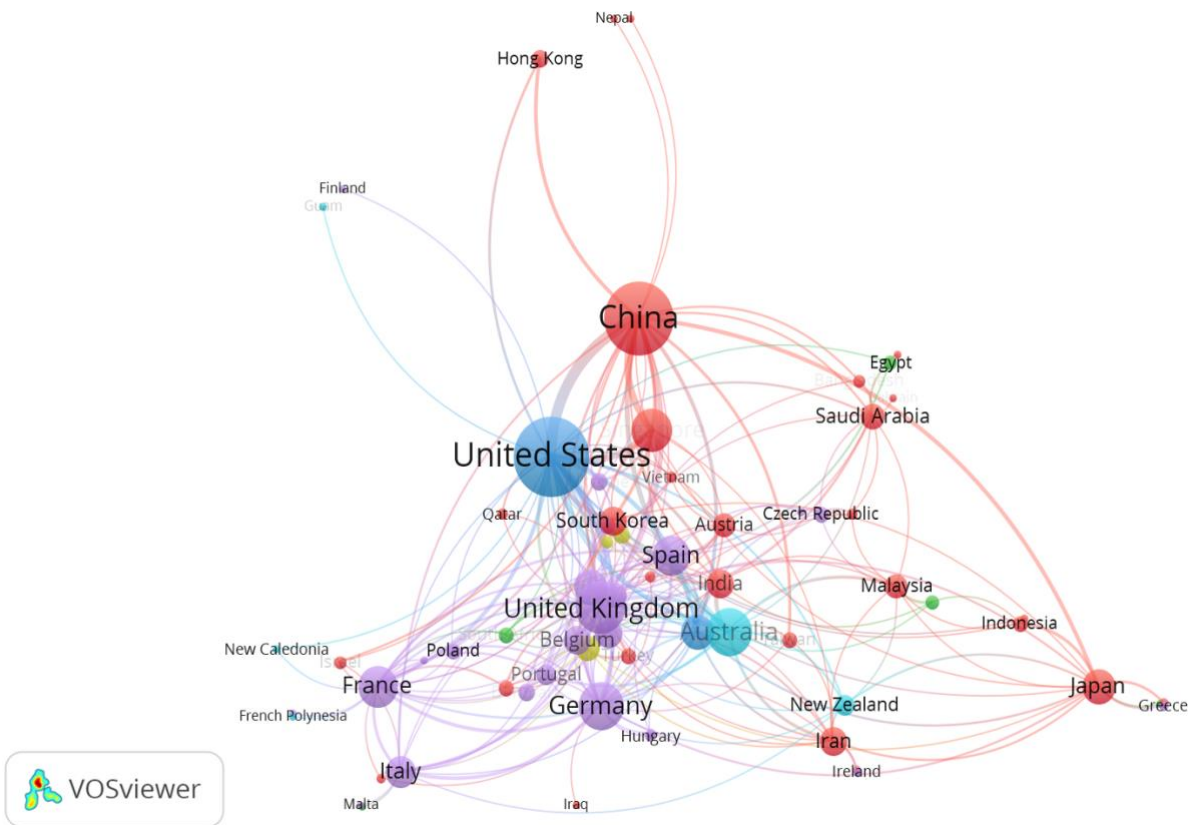 Nepal
Hong Kong
Finland
Guam
China
Egypt
Saudi Arabia
United States
Vietnam
Qatar
South Korea
Austria
Czech Republic
Spain
India
Malaysia
United Kingdom
Indonesia
Australia
Belgium
New Caledonia
Poland
Israel
Turkey
Portugal
France
Japan
Germany
New Zealand
Greece
French Polynesia
Hungary
Iran
Italy
Ireland
Malta
Iraq
VOSviewer